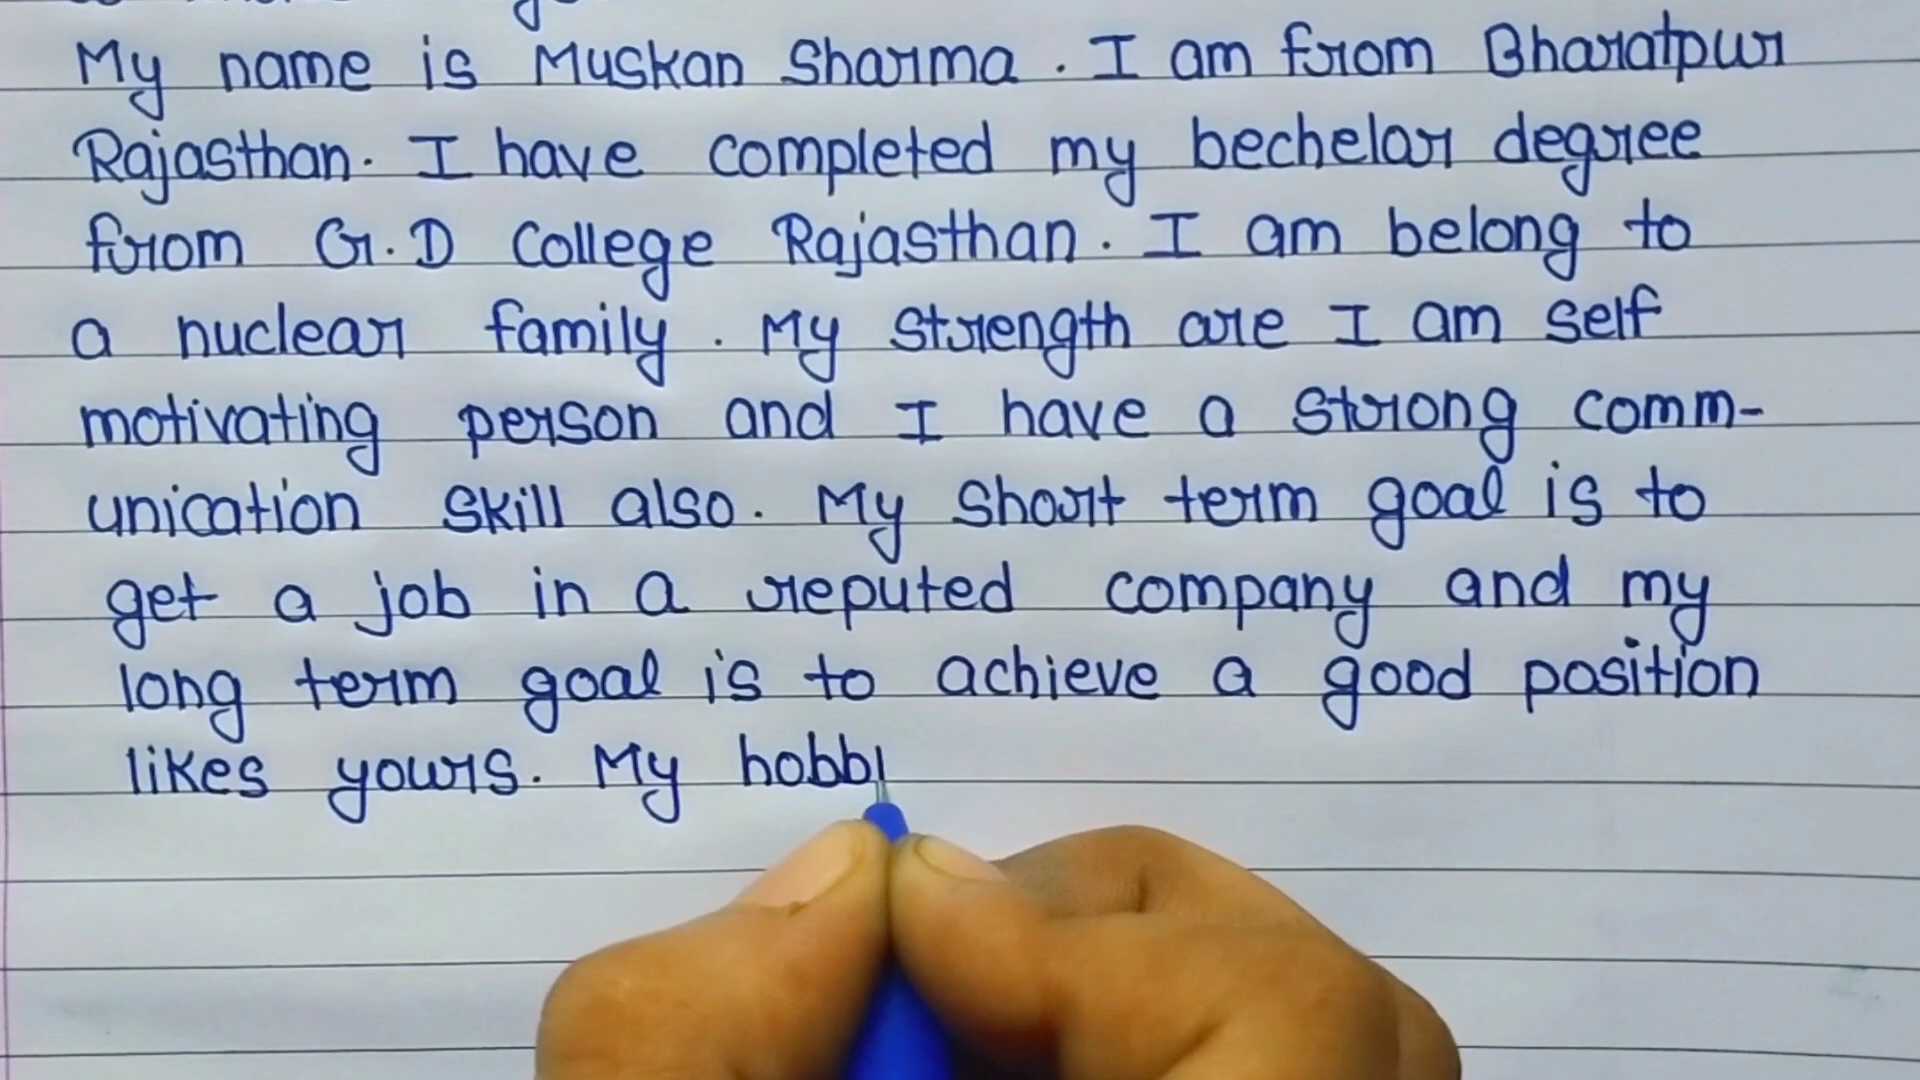 My name is Muskan Sharma. I am from Bharatpur
Rajasthan. I have completed my bechelor degree
from G.D College Rajasthan. I am belong to
a nuclear family. My strength are I am self
motivating person and I have a strong comm-
unication skill also. My short term goal is to
get a job in a reputed company and my
long term goal is to achieve a good position
likes yours. My hobbi